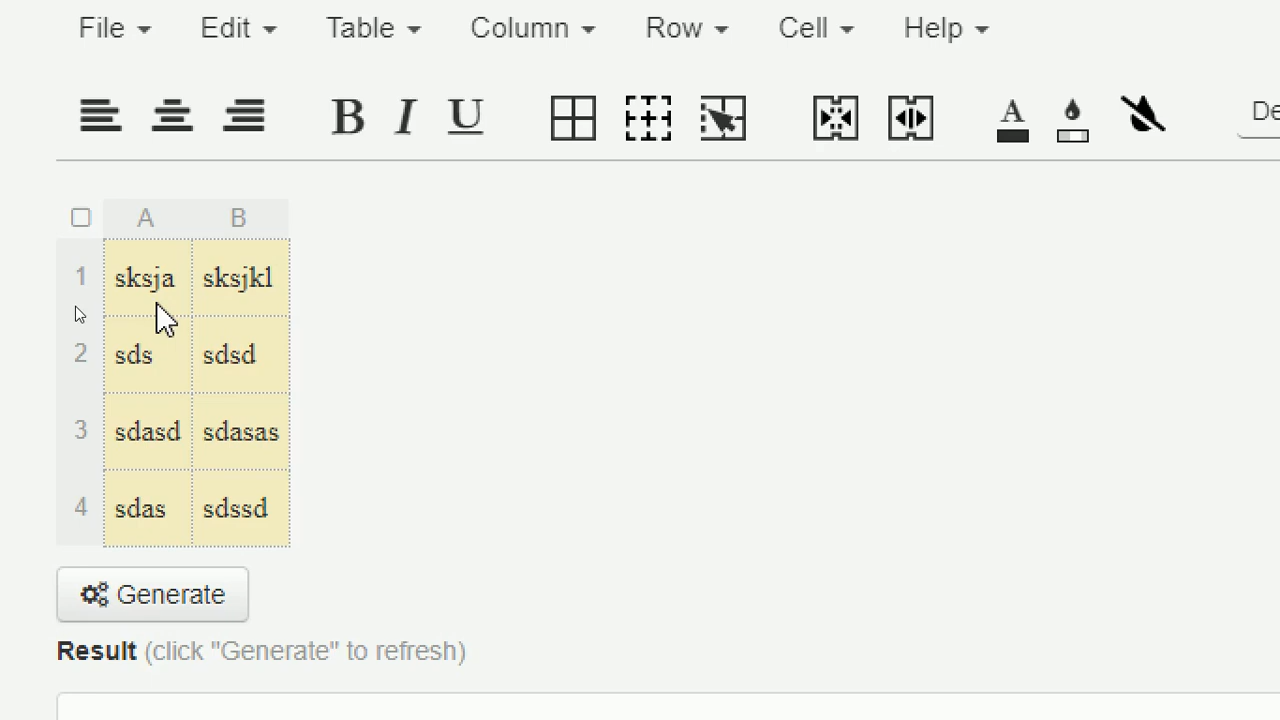 File Edit Table Column Row Cell Help
B I U A De
A B
1 sksja sksjkl
2 sds sdsd
3 sdasd sdasas
4 sdas sdssd
Generate
Result (click "Generate" to refresh)